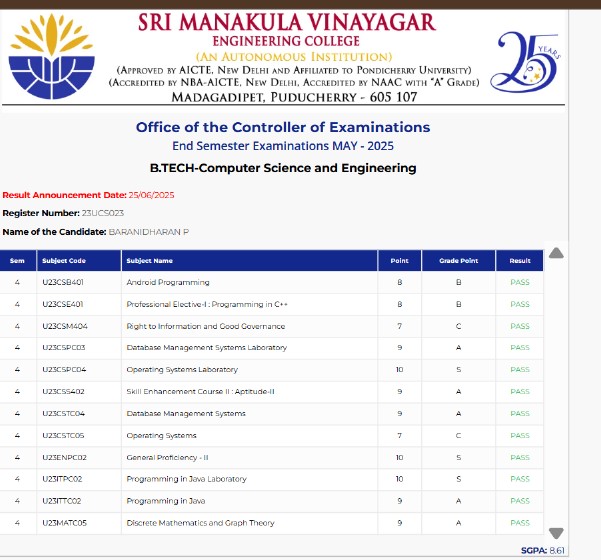 SRI MANAKULA VINAYAGAR
ENGINEERING COLLEGE
(AN AUTONOMOUS INSTITUTION)
(APPROVED BY AICTE, NEW DELHI AND AFFILIATED TO PONDICHERRY UNIVERSITY)
(ACCREDITED BY NBA-AICTE, NEW DELHI, ACCREDITED BY NAAC WITH "A" GRADE)
MADAGADIPET, PUDUCHERRY - 605 107
25 YEARS
Office of the Controller of Examinations
End Semester Examinations MAY - 2025
B.TECH-Computer Science and Engineering
Result Announcement Date: 25/06/2025
Register Number: 23UCS023
Name of the Candidate: BARANIDHARAN P
Sem Subject Code Subject Name Point Grade Point Result
4 U23CSB401 Android Programming 8 B PASS
4 U23CSE401 Professional Elective-I : Programming in C++ 8 B PASS
4 U23CSM404 Right to Information and Good Governance 7 C PASS
4 U23CSPC03 Database Management Systems Laboratory 9 A PASS
4 U23CSPC04 Operating Systems Laboratory 10 S PASS
4 U23CSS402 Skill Enhancement Course II : Aptitude-II 9 A PASS
4 U23CSTC04 Database Management Systems 9 A PASS
4 U23CSTC05 Operating Systems 7 C PASS
4 U23ENPC02 General Proficiency - II 10 S PASS
4 U23ITPC02 Programming in Java Laboratory 10 S PASS
4 U23ITTC02 Programming in Java 9 A PASS
4 U23MATC05 Discrete Mathematics and Graph Theory 9 A PASS
SGPA: 8.61